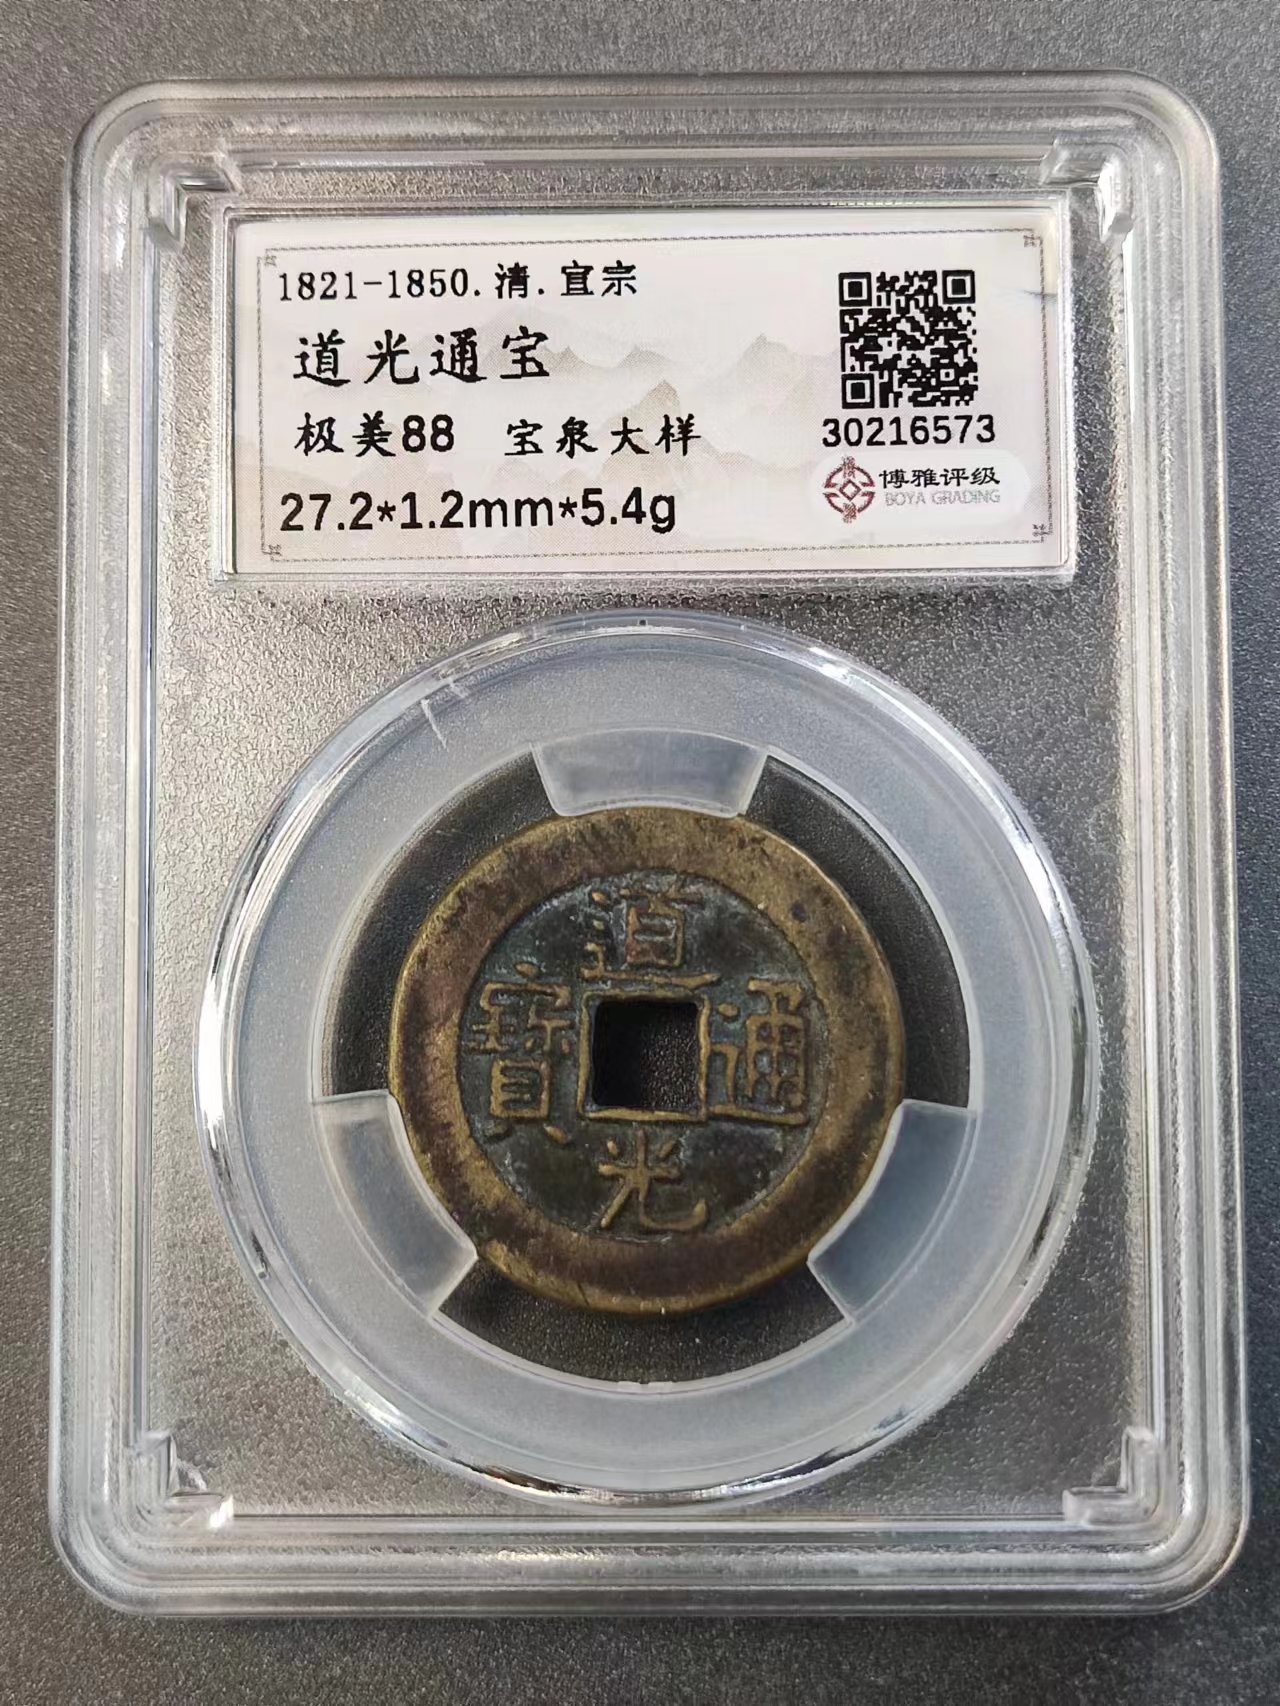 1821-1850.清.宣宗
道光通宝
极美88 宝泉大样
27.2*1.2mm*5.4g
30216573
博雅评级
BOYA GRADING
道光通寶